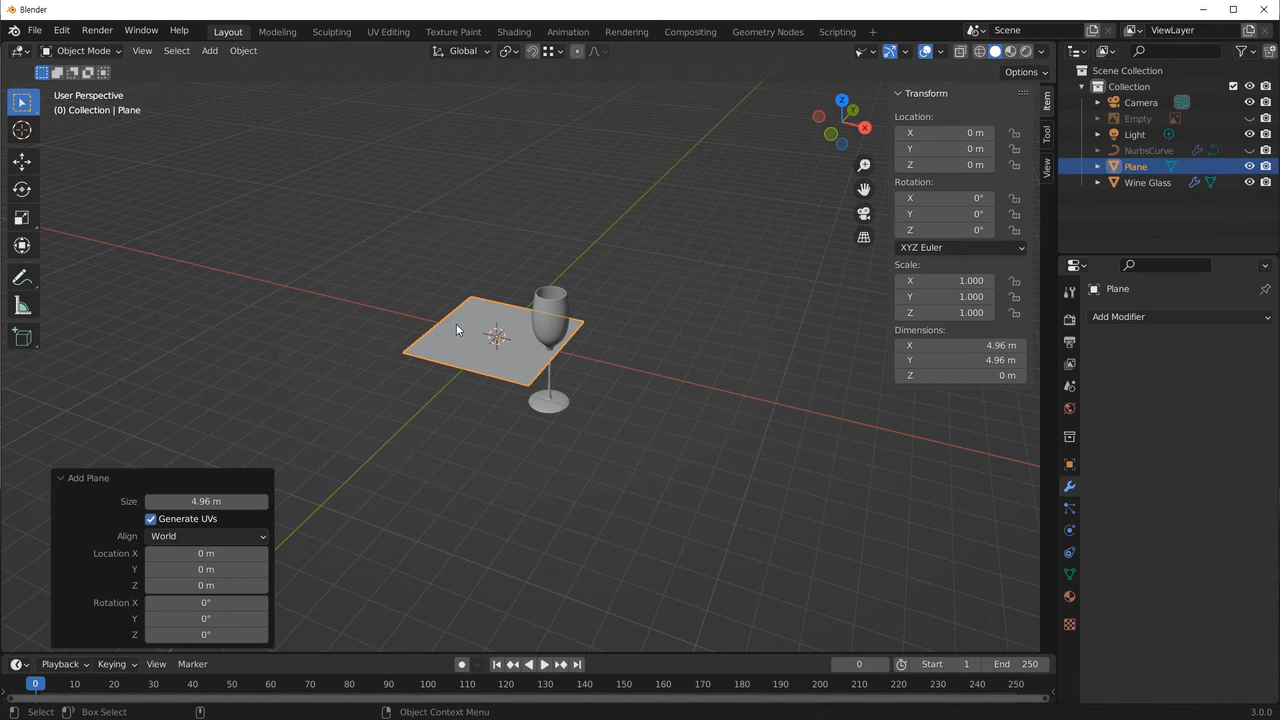 Blender
File Edit Render Window Help
Layout Modeling Sculpting UV Editing Texture Paint Shading Animation Rendering Compositing Geometry Nodes Scripting
Scene
ViewLayer
Object Mode View Select Add Object
Global
Options
User Perspective
(0) Collection | Plane
Z
Y
X
Transform
Location:
X 0 m
Y 0 m
Z 0 m
Rotation:
X 0°
Y 0°
Z 0°
XYZ Euler
Scale:
X 1.000
Y 1.000
Z 1.000
Dimensions:
X 4.96 m
Y 4.96 m
Z 0 m
Item
Tool
View
Scene Collection
Collection
Camera
Empty
Light
NurbsCurve
Plane
Wine Glass
Plane
Add Modifier
Add Plane
Size 4.96 m
Generate UVs
Align World
Location X 0 m
Y 0 m
Z 0 m
Rotation X 0°
Y 0°
Z 0°
Playback Keying View Marker
0 Start 1 End 250
0 10 20 30 40 50 60 70 80 90 100 110 120 130 140 150 160 170 180 190 200 210 220 230 240 250
Select Box Select Object Context Menu 3.0.0